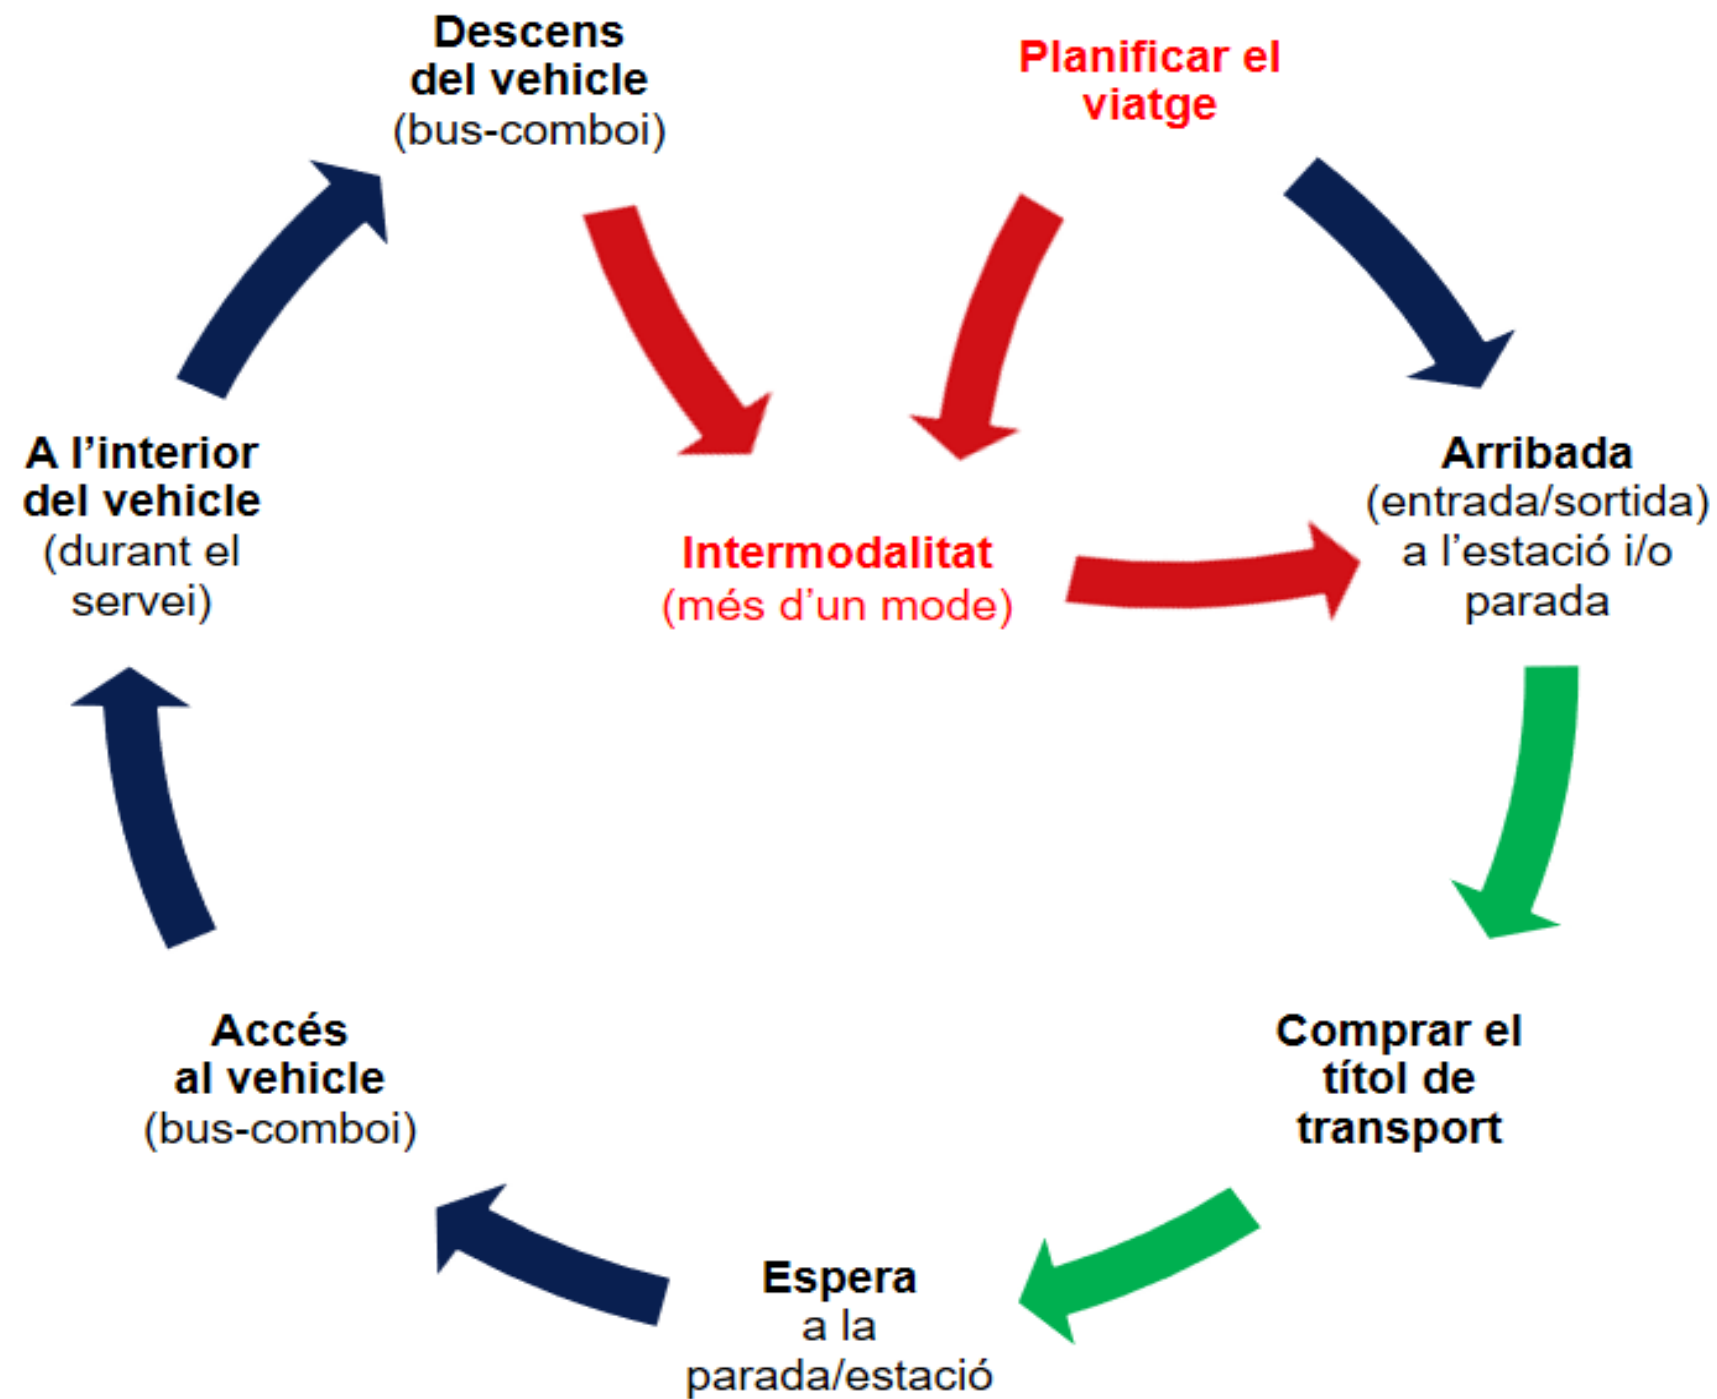 Descens
del vehicle
(bus-comboi)
Planificar el
viatge
A l’interior
del vehicle
(durant el
servei)
Intermodalitat
(més d’un mode)
Arribada
(entrada/sortida)
a l’estació i/o
parada
Accés
al vehicle
(bus-comboi)
Comprar el
títol de
transport
Espera
a la
parada/estació